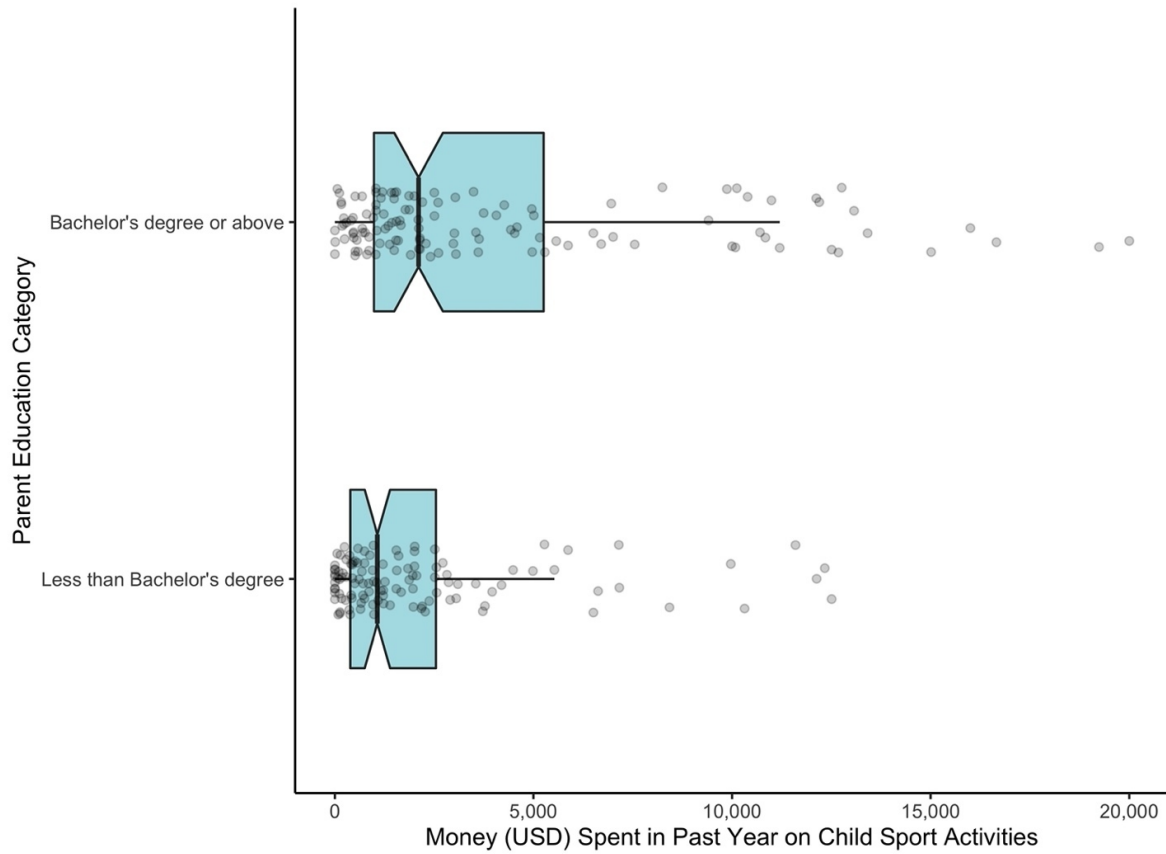 Parent Education Category
Bachelor's degree or above
Less than Bachelor's degree
0
5,000
10,000
15,000
20,000
Money (USD) Spent in Past Year on Child Sport Activities